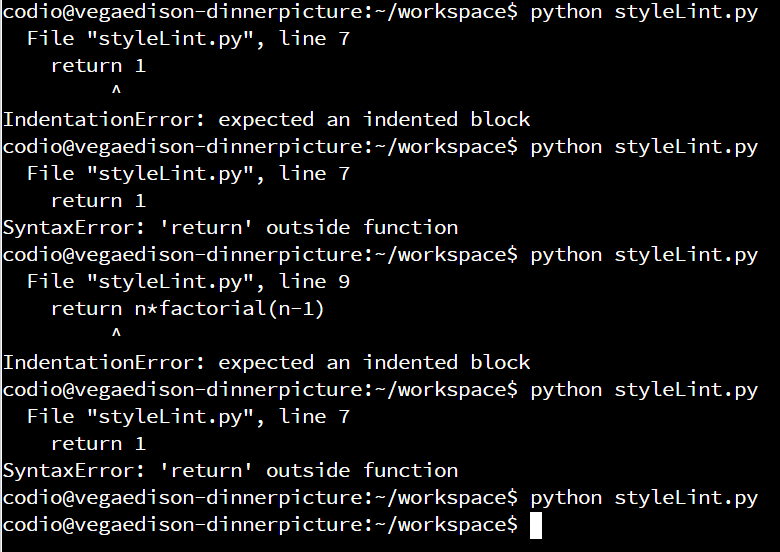 codio@vegaedison-dinnerpicture:~/workspace$ python styleLint.py
  File "styleLint.py", line 7
    return 1
         ^
IndentationError: expected an indented block
codio@vegaedison-dinnerpicture:~/workspace$ python styleLint.py
  File "styleLint.py", line 7
    return 1
SyntaxError: 'return' outside function
codio@vegaedison-dinnerpicture:~/workspace$ python styleLint.py
  File "styleLint.py", line 9
    return n*factorial(n-1)
         ^
IndentationError: expected an indented block
codio@vegaedison-dinnerpicture:~/workspace$ python styleLint.py
  File "styleLint.py", line 7
    return 1
SyntaxError: 'return' outside function
codio@vegaedison-dinnerpicture:~/workspace$ python styleLint.py
codio@vegaedison-dinnerpicture:~/workspace$